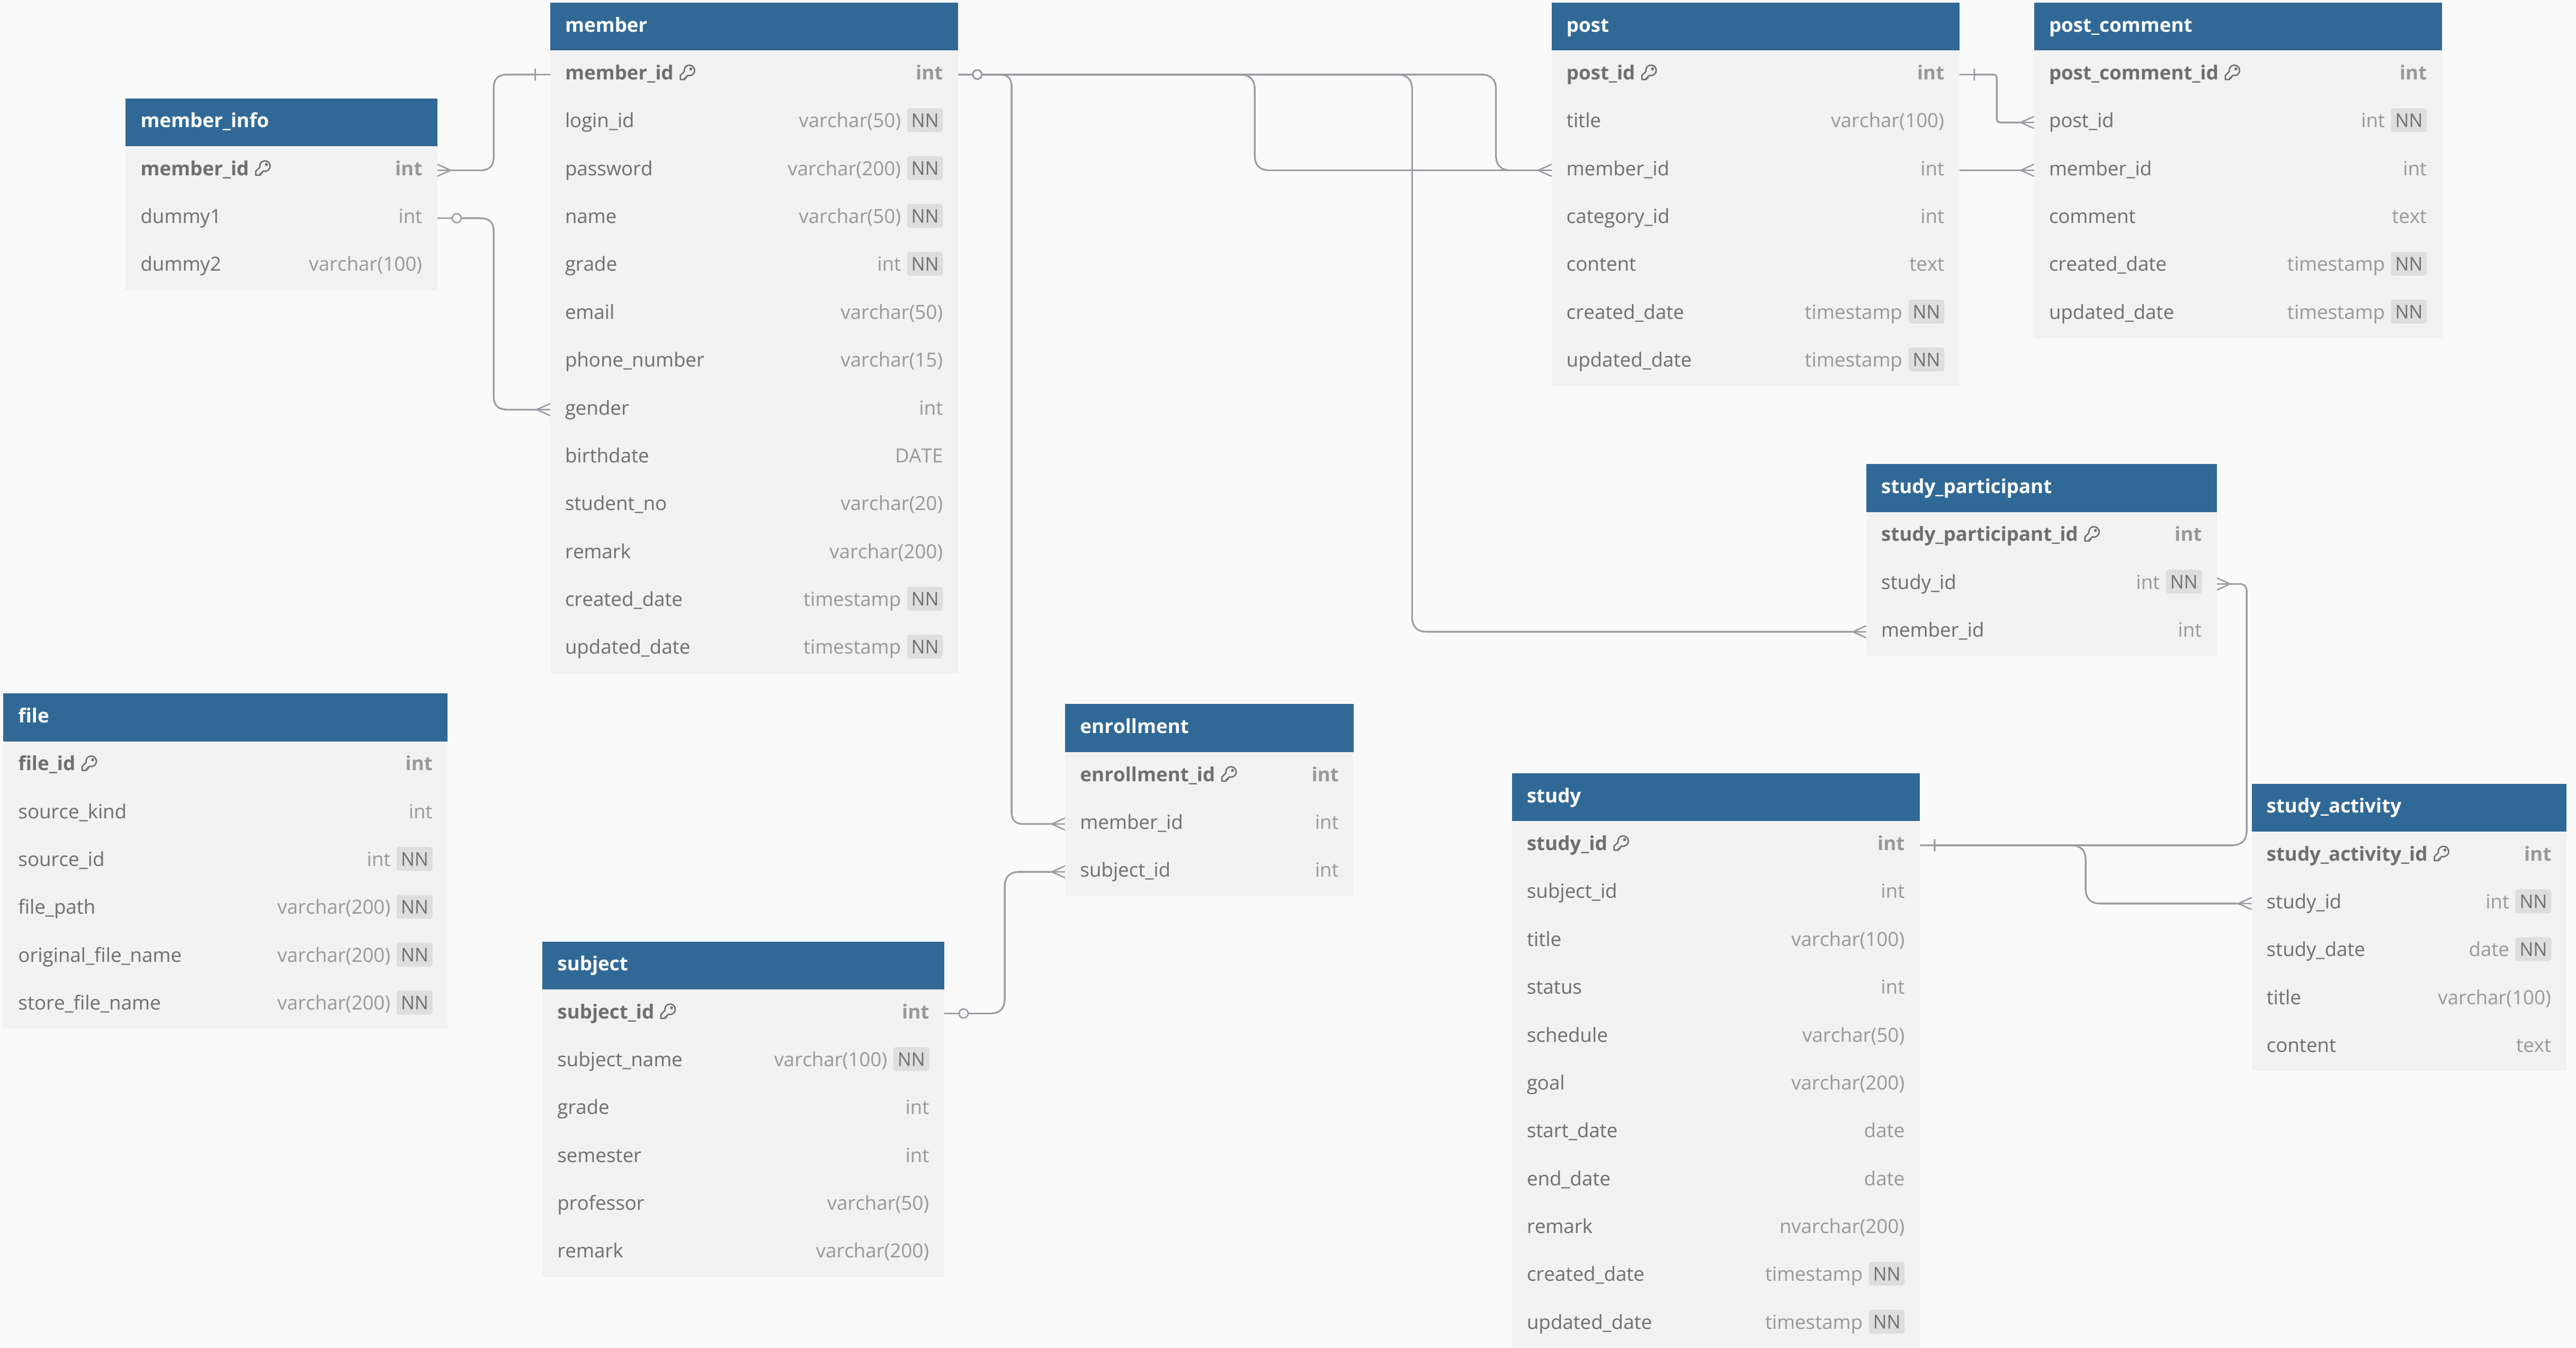 member
member_id int
login_id varchar(50) NN
password varchar(200) NN
name varchar(50) NN
grade int NN
email varchar(50)
phone_number varchar(15)
gender int
birthdate DATE
student_no varchar(20)
remark varchar(200)
created_date timestamp NN
updated_date timestamp NN
post
post_id int
title varchar(100)
member_id int
category_id int
content text
created_date timestamp NN
updated_date timestamp NN
post_comment
post_comment_id int
post_id int NN
member_id int
comment text
created_date timestamp NN
updated_date timestamp NN
member_info
member_id int
dummy1 int
dummy2 varchar(100)
study_participant
study_participant_id int
study_id int NN
member_id int
file
file_id int
source_kind int
source_id int NN
file_path varchar(200) NN
original_file_name varchar(200) NN
store_file_name varchar(200) NN
enrollment
enrollment_id int
member_id int
subject_id int
study
study_id int
subject_id int
title varchar(100)
status int
schedule varchar(50)
goal varchar(200)
start_date date
end_date date
remark nvarchar(200)
created_date timestamp NN
updated_date timestamp NN
study_activity
study_activity_id int
study_id int NN
study_date date NN
title varchar(100)
content text
subject
subject_id int
subject_name varchar(100) NN
grade int
semester int
professor varchar(50)
remark varchar(200)